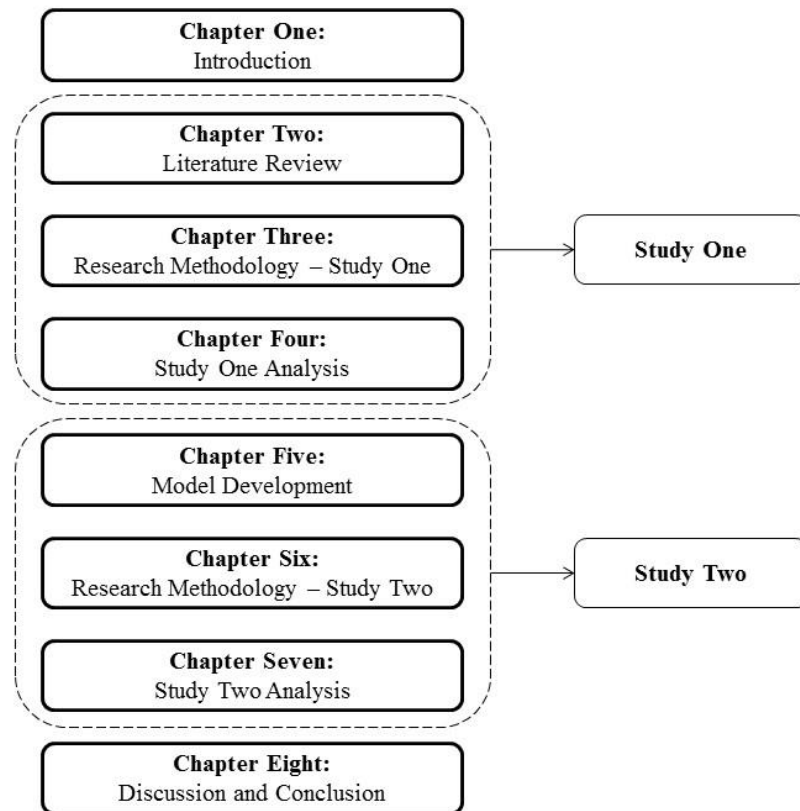 Chapter One:
Introduction
Chapter Two:
Literature Review
Chapter Three:
Research Methodology – Study One
Study One
Chapter Four:
Study One Analysis
Chapter Five:
Model Development
Chapter Six:
Research Methodology – Study Two
Study Two
Chapter Seven:
Study Two Analysis
Chapter Eight:
Discussion and Conclusion